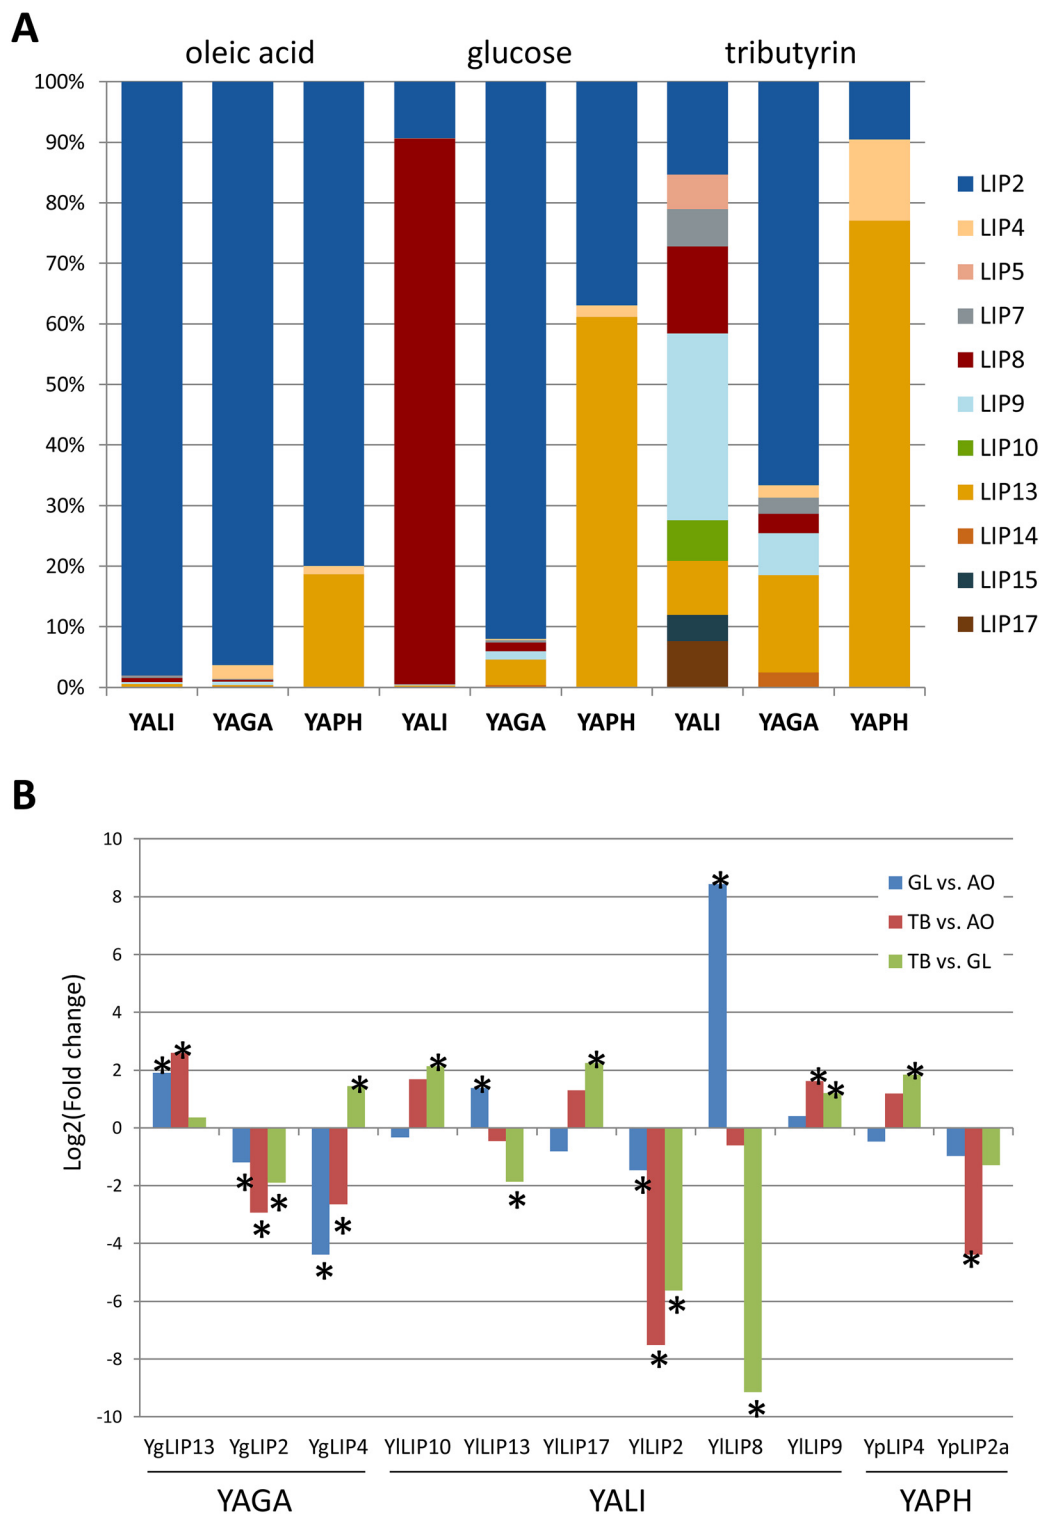 A
oleic acid glucose tributyrin
100%
90%
80%
70%
60%
50%
40%
30%
20%
10%
0%
YALI YAGA YAPH YALI YAGA YAPH YALI YAGA YAPH
LIP2
LIP4
LIP5
LIP7
LIP8
LIP9
LIP10
LIP13
LIP14
LIP15
LIP17
B
Log2(Fold change)
10
8
6
4
2
0
-2
-4
-6
-8
-10
GL vs. AO
TB vs. AO
TB vs. GL
YgLIP13 YgLIP2 YgLIP4 YlLIP10 YlLIP13 YlLIP17 YlLIP2 YlLIP8 YlLIP9 YpLIP4 YpLIP2a
YAGA YALI YAPH